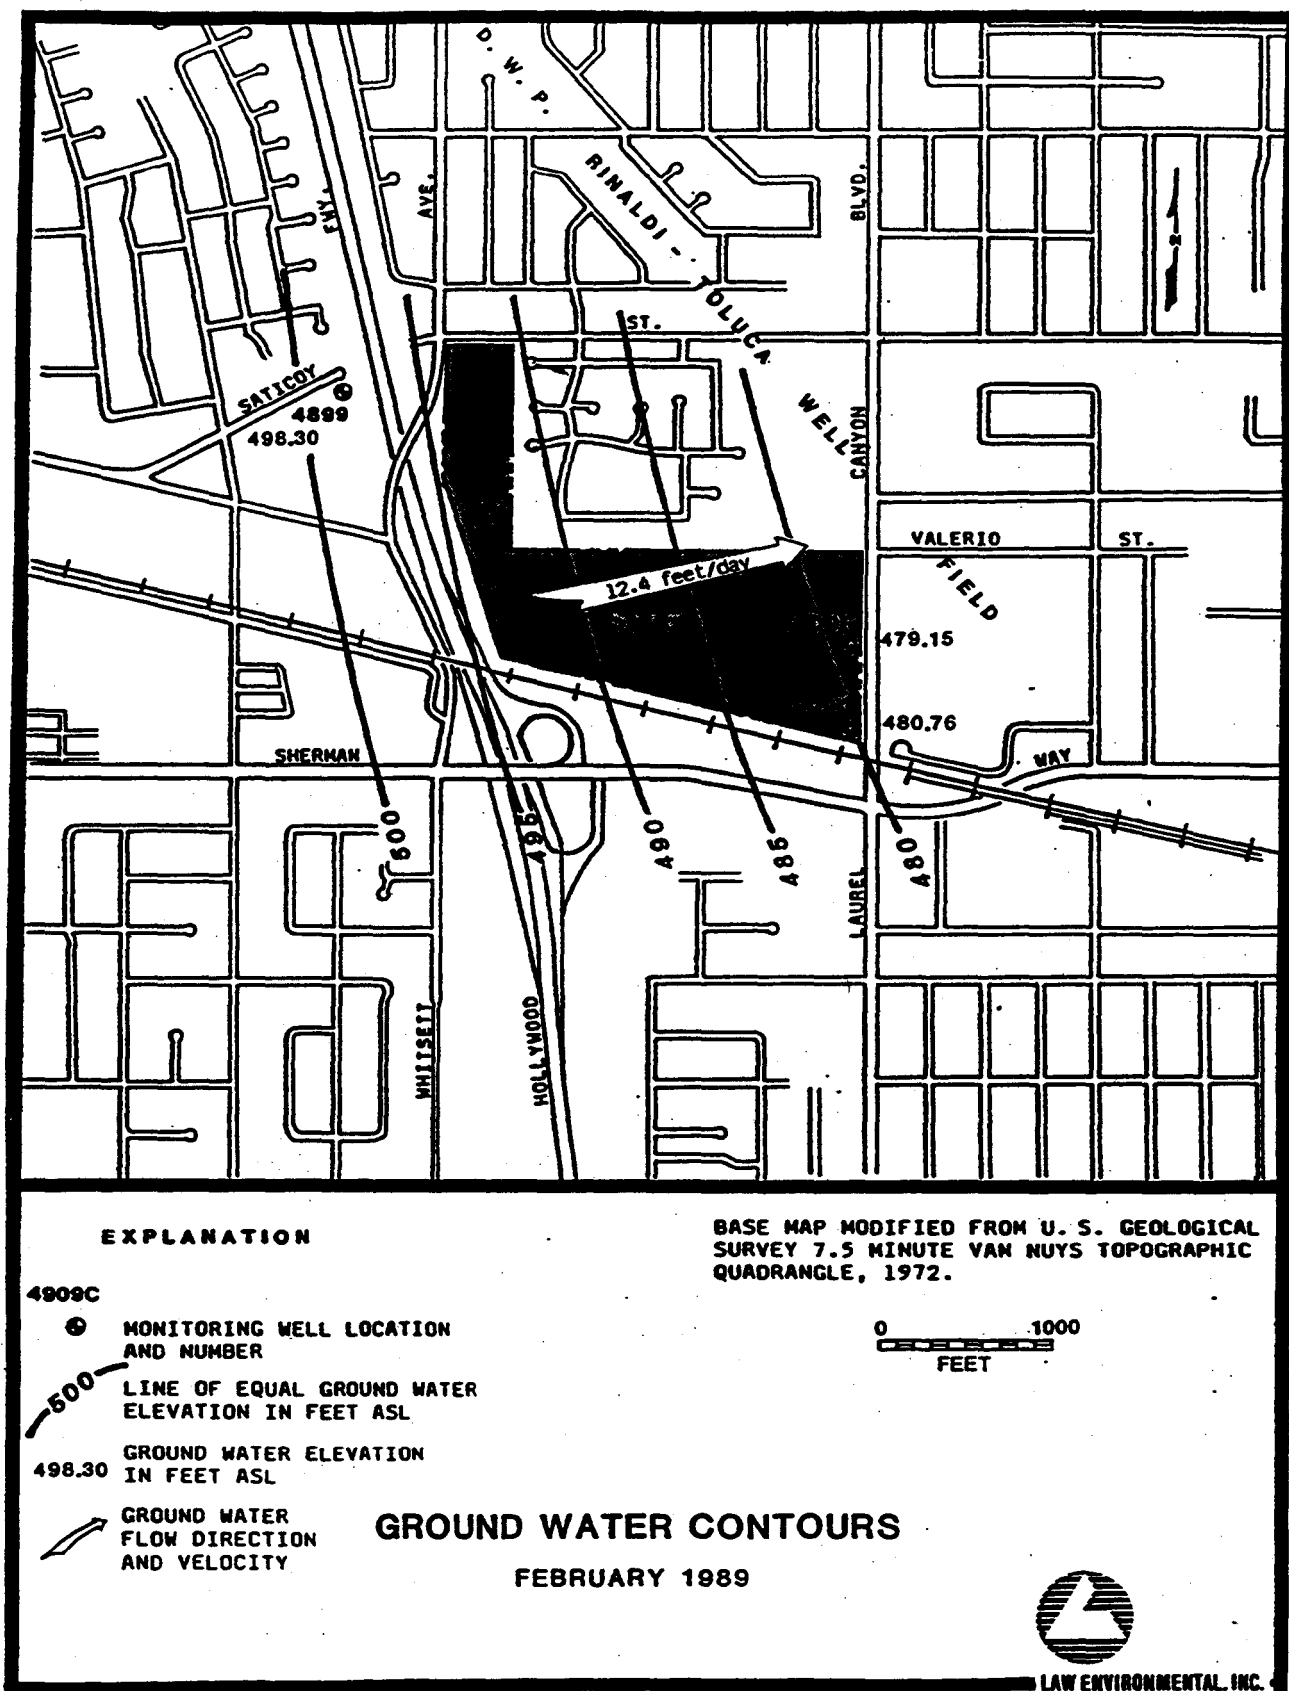 D. W. P.
RINALDI - TOLUCA
WELL
FIELD
FWY.
AVE.
BLVD.
ST.
SATICOY
4899
498.30
CANYON
VALERIO
ST.
12.4 feet/day
479.15
480.76
SHERMAN
WAY
500
495
490
485
480
LAUREL
WHITSETT
HOLLYWOOD
EXPLANATION
4909C
MONITORING WELL LOCATION
AND NUMBER
500
LINE OF EQUAL GROUND WATER
ELEVATION IN FEET ASL
498.30
GROUND WATER ELEVATION
IN FEET ASL
GROUND WATER
FLOW DIRECTION
AND VELOCITY
BASE MAP MODIFIED FROM U. S. GEOLOGICAL
SURVEY 7.5 MINUTE VAN NUYS TOPOGRAPHIC
QUADRANGLE, 1972.
0 1000
FEET
GROUND WATER CONTOURS
FEBRUARY 1989
LAW ENVIRONMENTAL, INC.